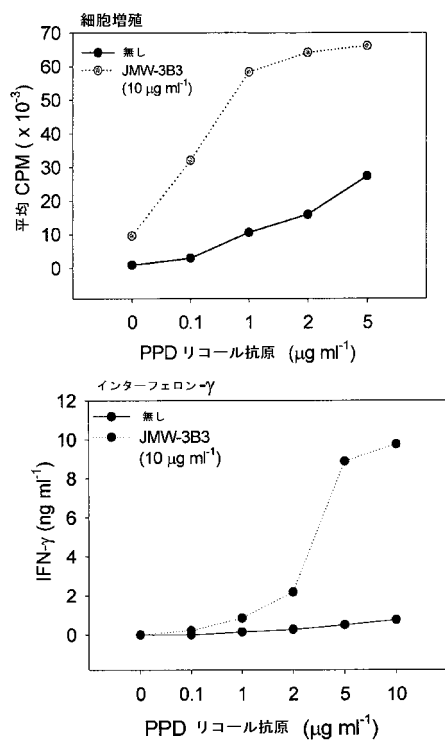 細胞増殖
70
60
50
40
30
20
10
0
平均 CPM ( x 10-3)
無し
JMW-3B3
(10 μg ml-1)
0 0.1 1 2 5
PPD リコール抗原 (μg ml-1)
インターフェロン-γ
12
10
8
6
4
2
0
IFN-γ (ng ml-1)
無し
JMW-3B3
(10 μg ml-1)
0 0.1 1 2 5 10
PPD リコール抗原 (μg ml-1)